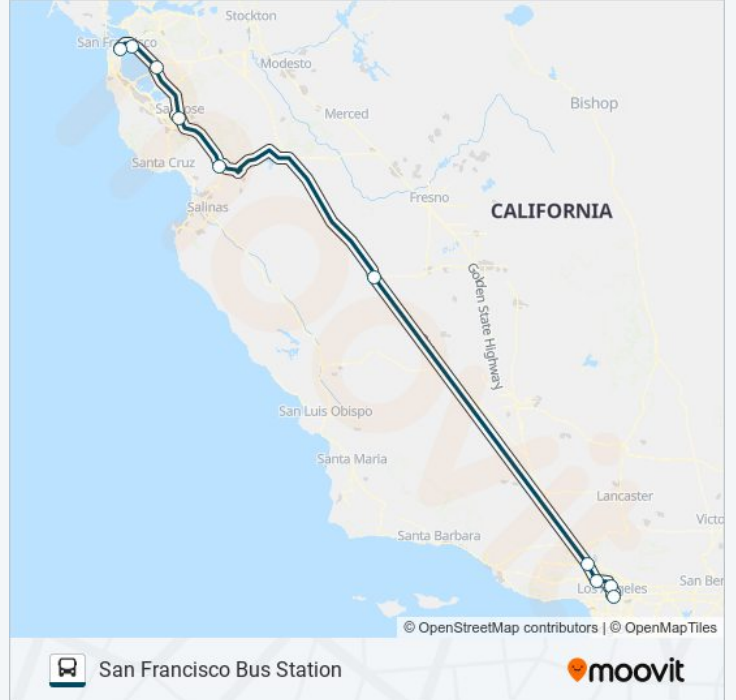 Stockton
San Francisco
Modesto
San Jose
Merced
Bishop
Santa Cruz
Fresno
Salinas
CALIFORNIA
Golden State Highway
San Luis Obispo
Santa Maria
Lancaster
Victo
Santa Barbara
Los Angeles
San Ber
© OpenStreetMap contributors | © OpenMapTiles
San Francisco Bus Station
moovit